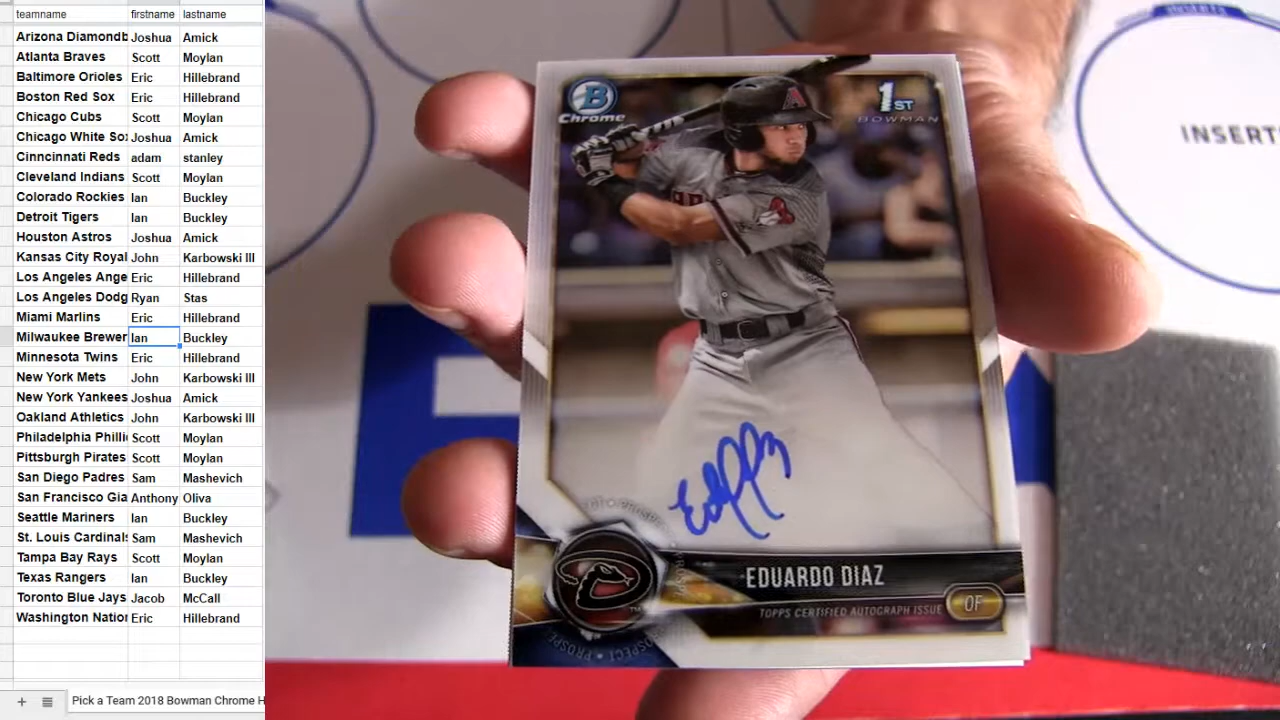 teamname firstname lastname
Arizona Diamondb Joshua Amick
Atlanta Braves Scott Moylan
Baltimore Orioles Eric Hillebrand
Boston Red Sox Eric Hillebrand
Chicago Cubs Scott Moylan
Chicago White Sox Joshua Amick
Cinncinnati Reds adam stanley
Cleveland Indians Scott Moylan
Colorado Rockies Ian Buckley
Detroit Tigers Ian Buckley
Houston Astros Joshua Amick
Kansas City Royal John Karbowski III
Los Angeles Ange Eric Hillebrand
Los Angeles Dodg Ryan Stas
Miami Marlins Eric Hillebrand
Milwaukee Brewer Ian Buckley
Minnesota Twins Eric Hillebrand
New York Mets John Karbowski III
New York Yankees Joshua Amick
Oakland Athletics John Karbowski III
Philadelphia Philli Scott Moylan
Pittsburgh Pirates Scott Moylan
San Diego Padres Sam Mashevich
San Francisco Gia Anthony Oliva
Seattle Mariners Ian Buckley
St. Louis Cardinals Sam Mashevich
Tampa Bay Rays Scott Moylan
Texas Rangers Ian Buckley
Toronto Blue Jays Jacob McCall
Washington Nation Eric Hillebrand
Pick a Team 2018 Bowman Chrome H
B
Chrome
1ST
BOWMAN
A
INSERTS
INSERT
PROSPECT
EDUARDO DIAZ
TOPPS CERTIFIED AUTOGRAPH ISSUE
OF
PROSPECT